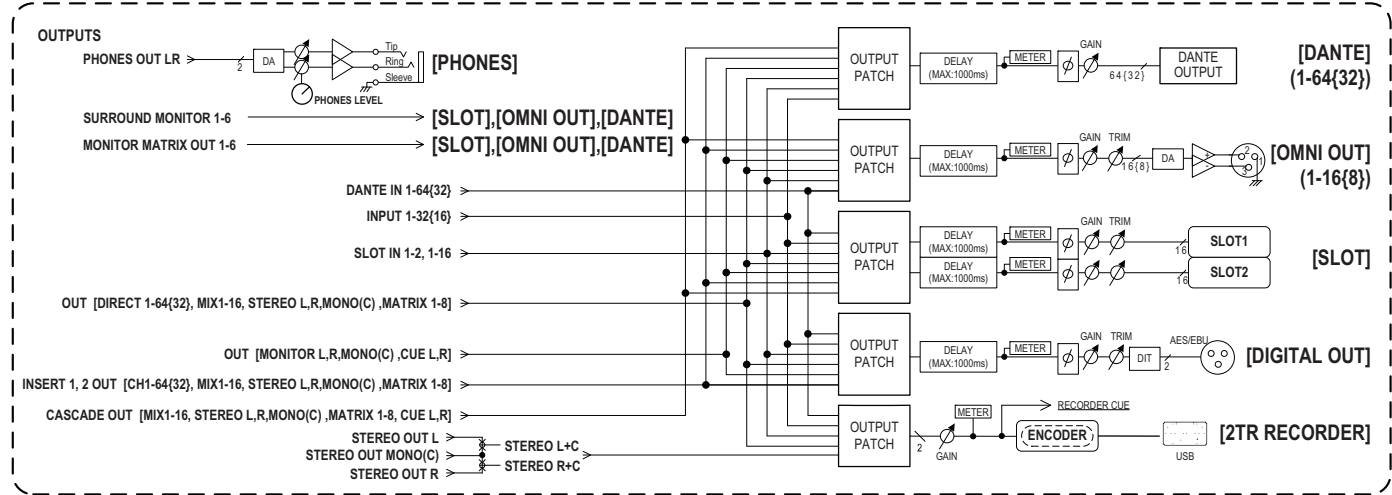 OUTPUTS
PHONES OUT LR
2
DA
Tip
Ring
Sleeve
PHONES LEVEL
[PHONES]
SURROUND MONITOR 1-6
[SLOT],[OMNI OUT],[DANTE]
MONITOR MATRIX OUT 1-6
[SLOT],[OMNI OUT],[DANTE]
DANTE IN 1-64{32}
INPUT 1-32{16}
SLOT IN 1-2, 1-16
OUT [DIRECT 1-64{32}, MIX1-16, STEREO L,R,MONO(C) ,MATRIX 1-8]
OUT [MONITOR L,R,MONO(C) ,CUE L,R]
INSERT 1, 2 OUT [CH1-64{32}, MIX1-16, STEREO L,R,MONO(C) ,MATRIX 1-8]
CASCADE OUT [MIX1-16, STEREO L,R,MONO(C) ,MATRIX 1-8, CUE L,R]
STEREO OUT L
STEREO OUT MONO(C)
STEREO OUT R
STEREO L+C
STEREO R+C
OUTPUT
PATCH
DELAY
(MAX:1000ms)
METER
ϕ
GAIN
64{32}
DANTE
OUTPUT
[DANTE]
(1-64{32})
OUTPUT
PATCH
DELAY
(MAX:1000ms)
METER
ϕ
GAIN
TRIM
16{8}
DA
+
-
2
1
3
[OMNI OUT]
(1-16{8})
OUTPUT
PATCH
DELAY
(MAX:1000ms)
METER
ϕ
GAIN
TRIM
16
SLOT1
DELAY
(MAX:1000ms)
METER
ϕ
16
SLOT2
[SLOT]
OUTPUT
PATCH
DELAY
(MAX:1000ms)
METER
ϕ
GAIN
TRIM
DIT
2
AES/EBU
[DIGITAL OUT]
OUTPUT
PATCH
2
GAIN
METER
RECORDER CUE
ENCODER
USB
[2TR RECORDER]